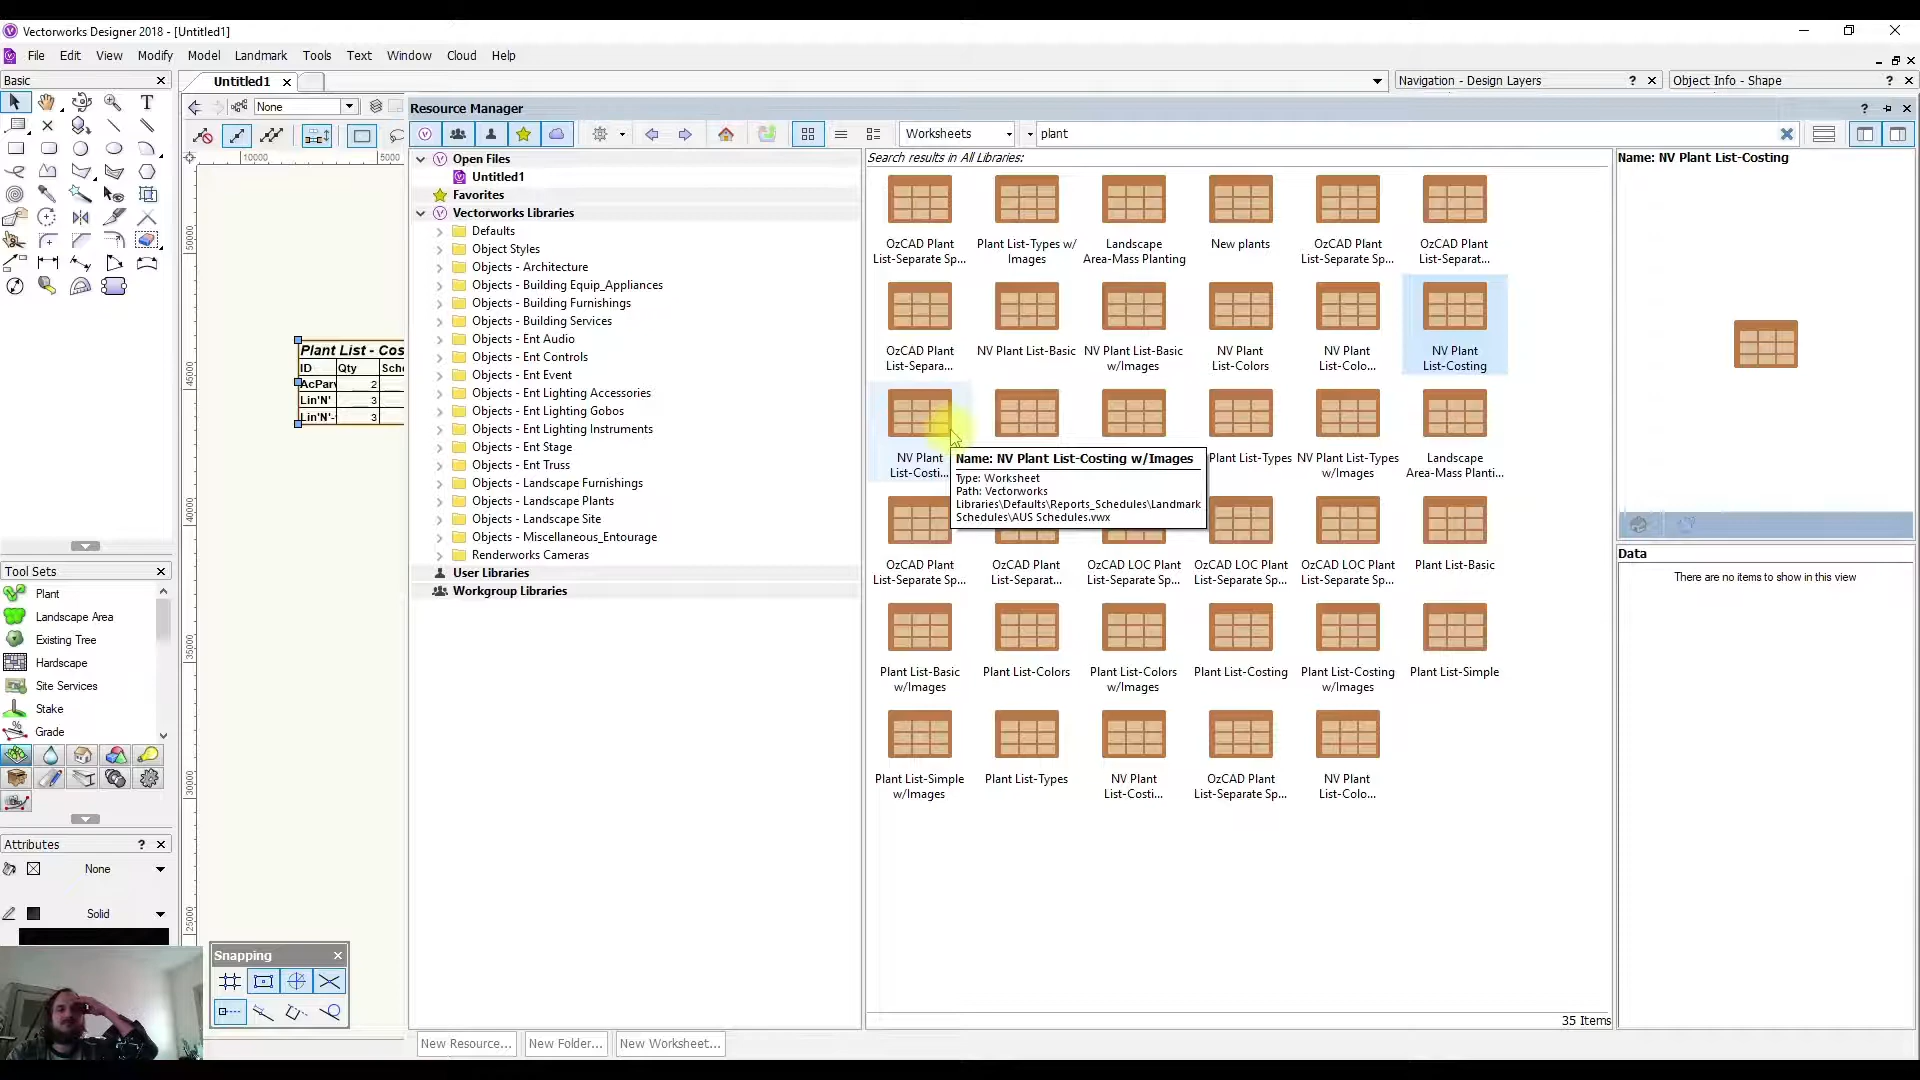 Vectorworks Designer 2018 - [Untitled1]
File Edit View Modify Model Landmark Tools Text Window Cloud Help
Basic
Untitled1
Navigation - Design Layers ?
Object Info - Shape ?
None
Resource Manager ?
Worksheets
plant
10000 5000
Open Files
Untitled1
Favorites
Vectorworks Libraries
Defaults
Object Styles
Objects - Architecture
Objects - Building Equip_Appliances
Objects - Building Furnishings
Objects - Building Services
Objects - Ent Audio
Objects - Ent Controls
Objects - Ent Event
Objects - Ent Lighting Accessories
Objects - Ent Lighting Gobos
Objects - Ent Lighting Instruments
Objects - Ent Stage
Objects - Ent Truss
Objects - Landscape Furnishings
Objects - Landscape Plants
Objects - Landscape Site
Objects - Miscellaneous_Entourage
Renderworks Cameras
User Libraries
Workgroup Libraries
Search results in All Libraries:
OzCAD Plant
List-Separate Sp...
Plant List-Types w/
Images
Landscape
Area-Mass Planting
New plants
OzCAD Plant
List-Separate Sp...
OzCAD Plant
List-Separat...
OzCAD Plant
List-Separa...
NV Plant List-Basic
NV Plant List-Basic
w/Images
NV Plant
List-Colors
NV Plant
List-Colo...
NV Plant
List-Costing
NV Plant
List-Costi...
Plant List-Types
NV Plant List-Types
w/Images
Landscape
Area-Mass Planti...
Name: NV Plant List-Costing w/Images
Type: Worksheet
Path: Vectorworks
Libraries\Defaults\Reports_Schedules\Landmark
Schedules\AUS Schedules.vwx
OzCAD Plant
List-Separate Sp...
OzCAD Plant
List-Separat...
OzCAD LOC Plant
List-Separate Sp...
OzCAD LOC Plant
List-Separate Sp...
OzCAD LOC Plant
List-Separate Sp...
Plant List-Basic
Plant List-Basic
w/Images
Plant List-Colors
Plant List-Colors
w/Images
Plant List-Costing
Plant List-Costing
w/Images
Plant List-Simple
Plant List-Simple
w/Images
Plant List-Types
NV Plant
List-Costi...
OzCAD Plant
List-Separate Sp...
NV Plant
List-Colo...
35 Items
Name: NV Plant List-Costing
Data
There are no items to show in this view
50000
45000
40000
35000
30000
25000
Plant List - Cos
ID Qty Sch
AcParv 2
Lin'N' 3
Lin'N'- 3
Tool Sets
Plant
Landscape Area
Existing Tree
Hardscape
Site Services
Stake
Grade
Attributes ?
None
Solid
Snapping
New Resource... New Folder... New Worksheet...